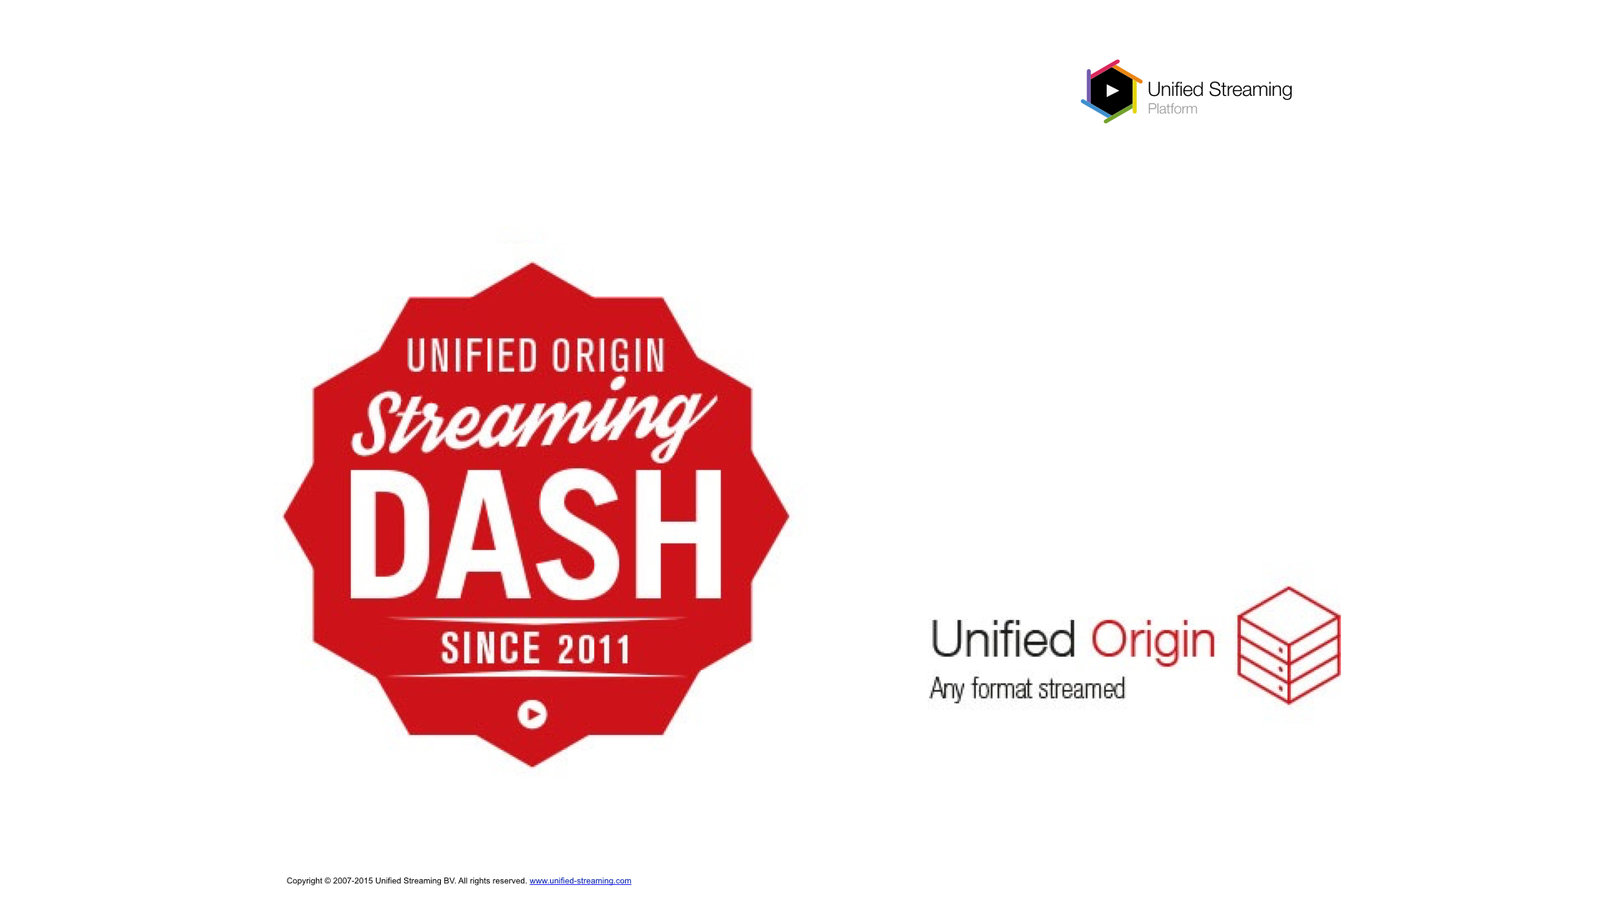 Unified Streaming
Platform
UNIFIED ORIGIN
Streaming
DASH
SINCE 2011
Unified Origin
Any format streamed
Copyright © 2007-2015 Unified Streaming BV. All rights reserved. www.unified-streaming.com